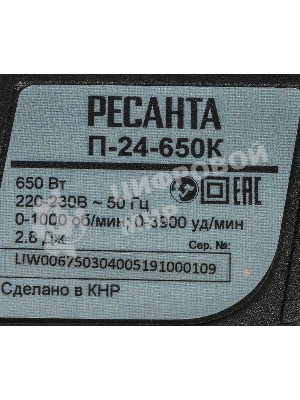 РЕСАНТА
П-24-650К
650 Вт
220-230В ~ 50 Гц
0-1000 об/мин; 0-3900 уд/мин
2.8 Дж
Сер. №:
LIW006750304005191000109
Сделано в КНР
ЦИФРОВОЙ